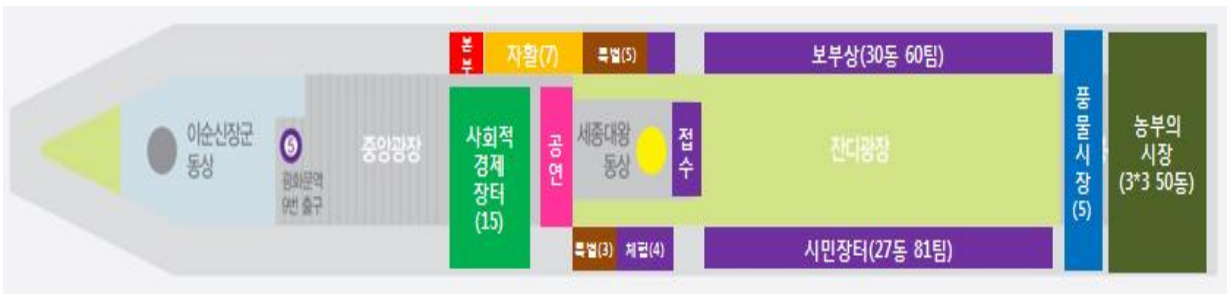 본부
자활(7)
특별(5)
보부상(30동 60팀)
이순신장군
동상
5
광화문역
9번 출구
중앙광장
사회적
경제
장터
(15)
공연
세종대왕
동상
접수
잔디광장
풍물시장
(5)
농부의
시장
(3*3 50동)
특별(3)
체험(4)
시민장터(27동 81팀)